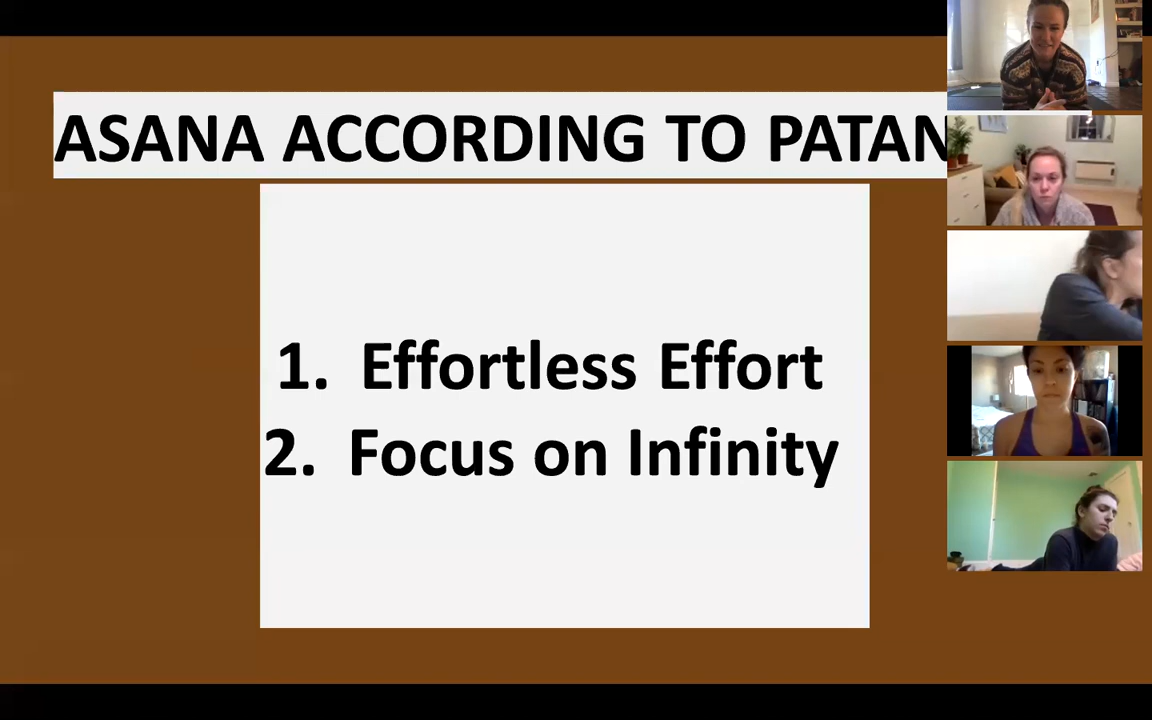 ASANA ACCORDING TO PATAN
1. Effortless Effort
2. Focus on Infinity